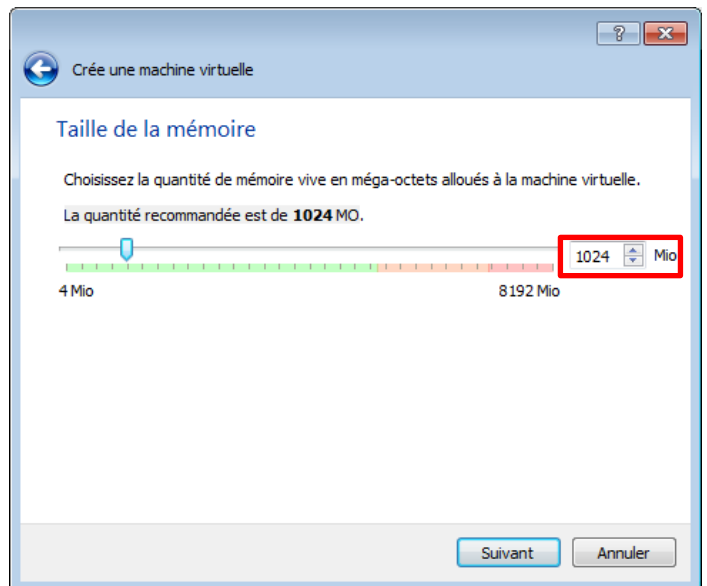 Crée une machine virtuelle
Taille de la mémoire
Choisissez la quantité de mémoire vive en méga-octets alloués à la machine virtuelle.
La quantité recommandée est de 1024 MO.
1024 Mio
4 Mio 8192 Mio
Suivant Annuler